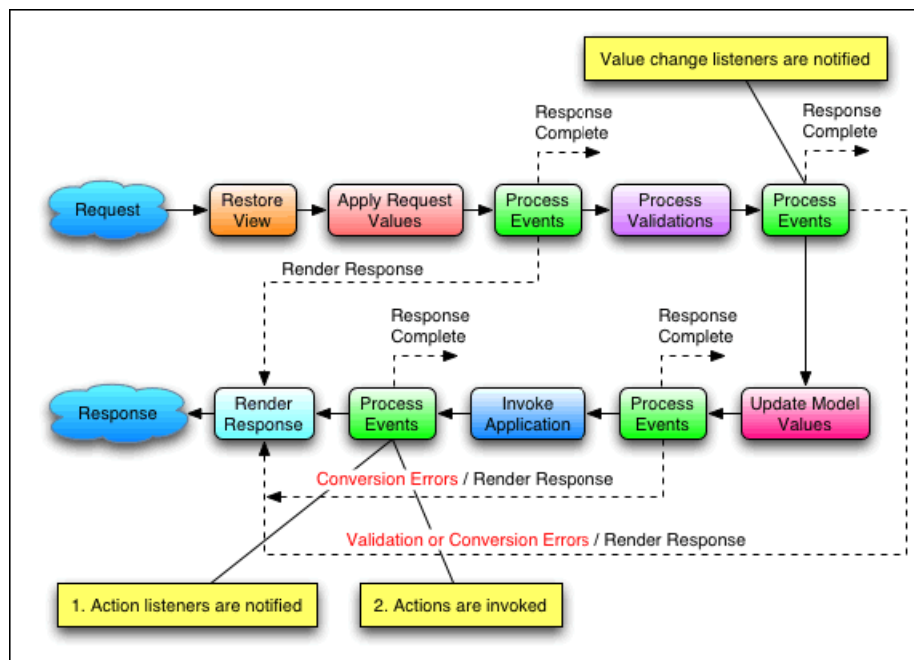 Value change listeners are notified
Response
Complete
Response
Complete
Request
Restore
View
Apply Request
Values
Process
Events
Process
Validations
Process
Events
Render Response
Response
Complete
Response
Complete
Response
Render
Response
Process
Events
Invoke
Application
Process
Events
Update Model
Values
Conversion Errors / Render Response
Validation or Conversion Errors / Render Response
1. Action listeners are notified
2. Actions are invoked